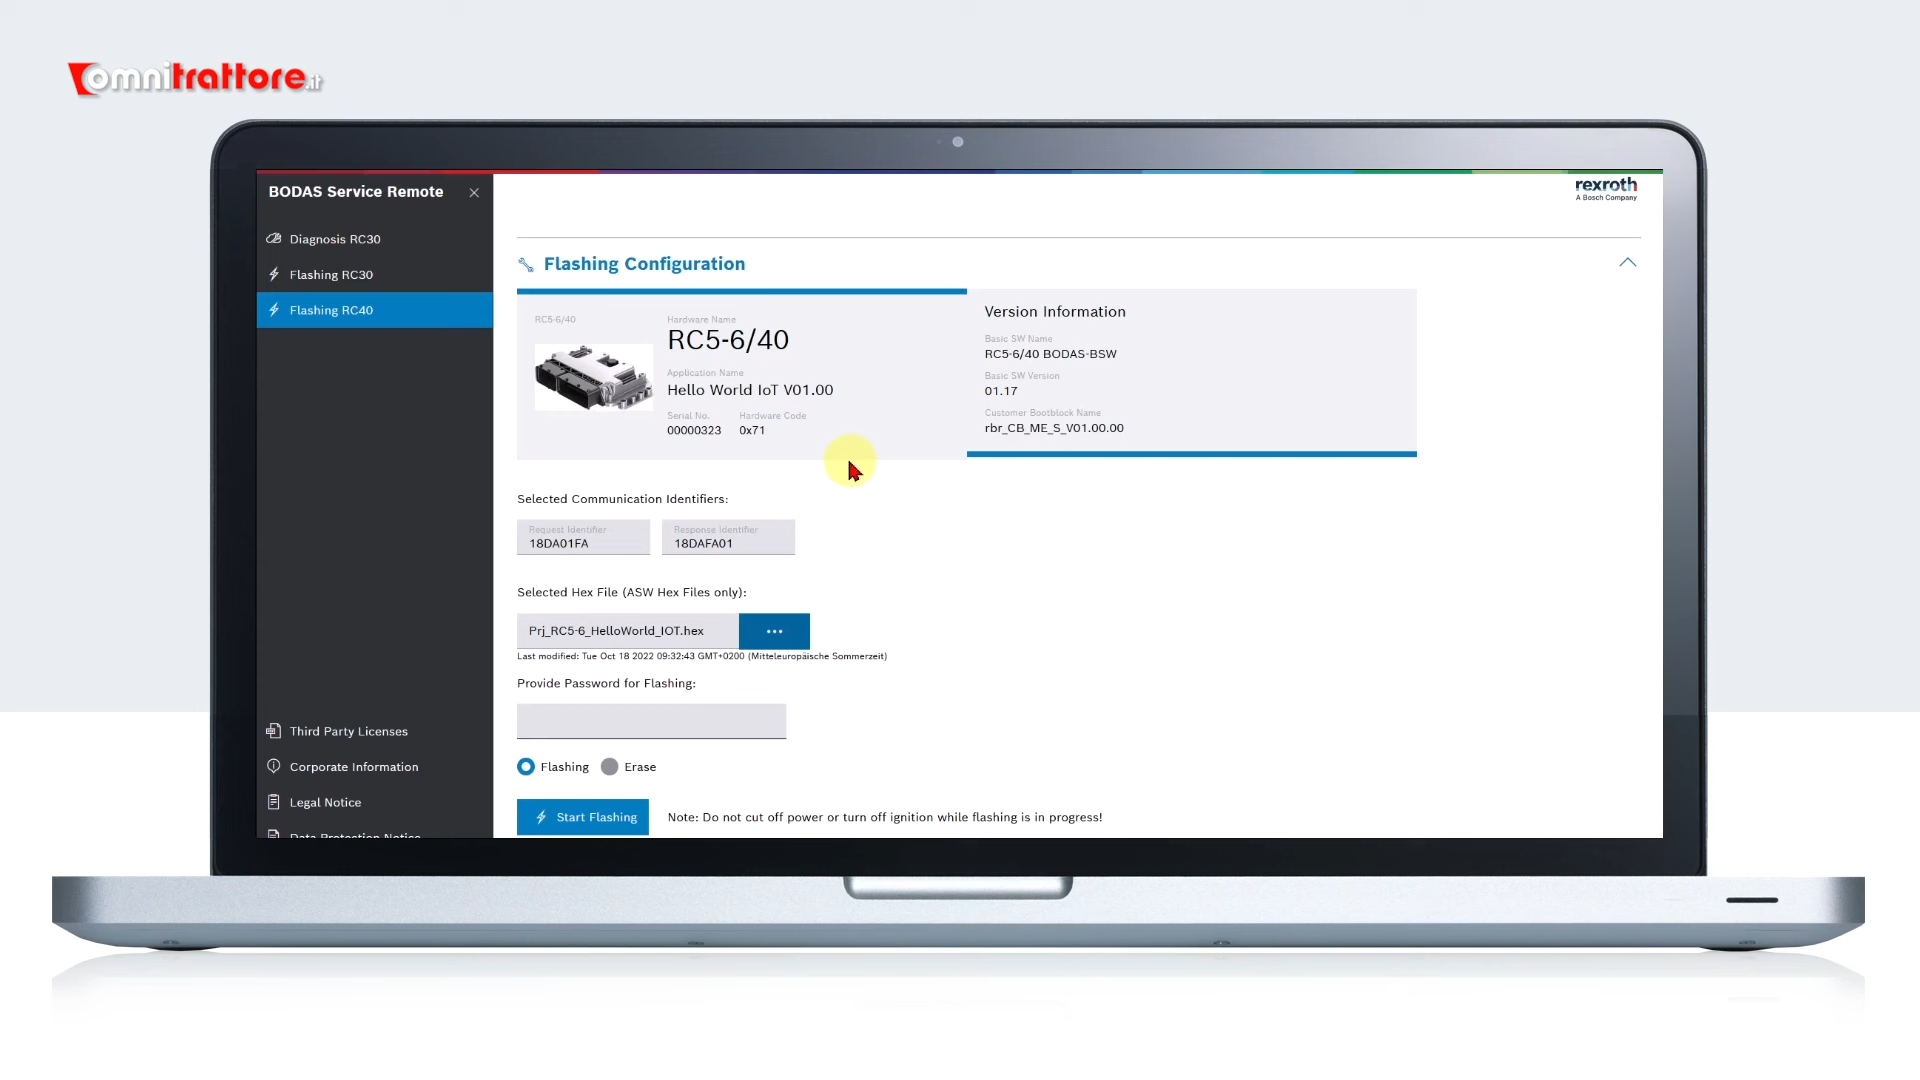 omnitrattore.it
BODAS Service Remote
rexroth
A Bosch Company
Diagnosis RC30
Flashing RC30
Flashing RC40
Third Party Licenses
Corporate Information
Legal Notice
Data Protection Notice
Flashing Configuration
RC5-6/40
Hardware Name
RC5-6/40
Application Name
Hello World IoT V01.00
Serial No. Hardware Code
00000323 0x71
Version Information
Basic SW Name
RC5-6/40 BODAS-BSW
Basic SW Version
01.17
Customer Bootblock Name
rbr_CB_ME_S_V01.00.00
Selected Communication Identifiers:
Request Identifier
18DA01FA
Response Identifier
18DAFA01
Selected Hex File (ASW Hex Files only):
Prj_RC5-6_HelloWorld_IOT.hex
Last modified: Tue Oct 18 2022 09:32:43 GMT+0200 (Mitteleuropäische Sommerzeit)
Provide Password for Flashing:
Flashing Erase
Start Flashing Note: Do not cut off power or turn off ignition while flashing is in progress!